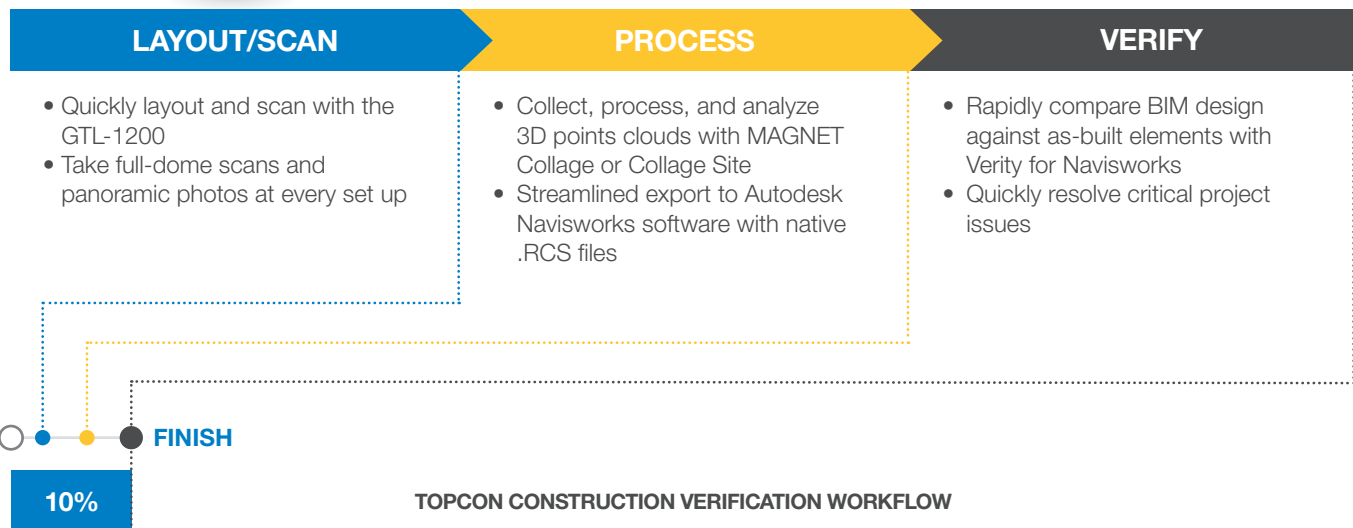 LAYOUT/SCAN
• Quickly layout and scan with the
GTL-1200
• Take full-dome scans and
panoramic photos at every set up
PROCESS
• Collect, process, and analyze
3D points clouds with MAGNET
Collage or Collage Site
• Streamlined export to Autodesk
Navisworks software with native
.RCS files
VERIFY
• Rapidly compare BIM design
against as-built elements with
Verity for Navisworks
• Quickly resolve critical project
issues
FINISH
10%
TOPCON CONSTRUCTION VERIFICATION WORKFLOW